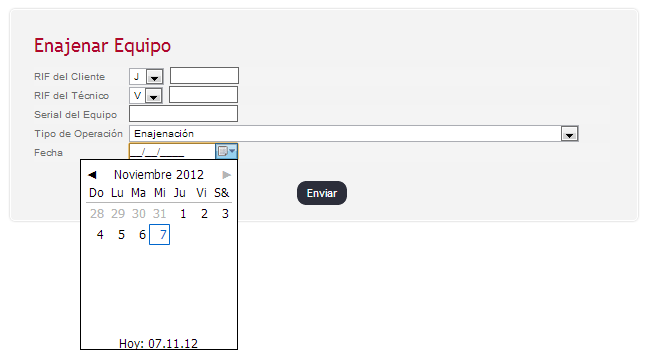 Enajenar Equipo
RIF del Cliente J
RIF del Técnico V
Serial del Equipo
Tipo de Operación Enajenación
Fecha __/__/____
Noviembre 2012
Do Lu Ma Mi Ju Vi S&
28 29 30 31 1 2 3
4 5 6 7
Enviar
Hoy: 07.11.12